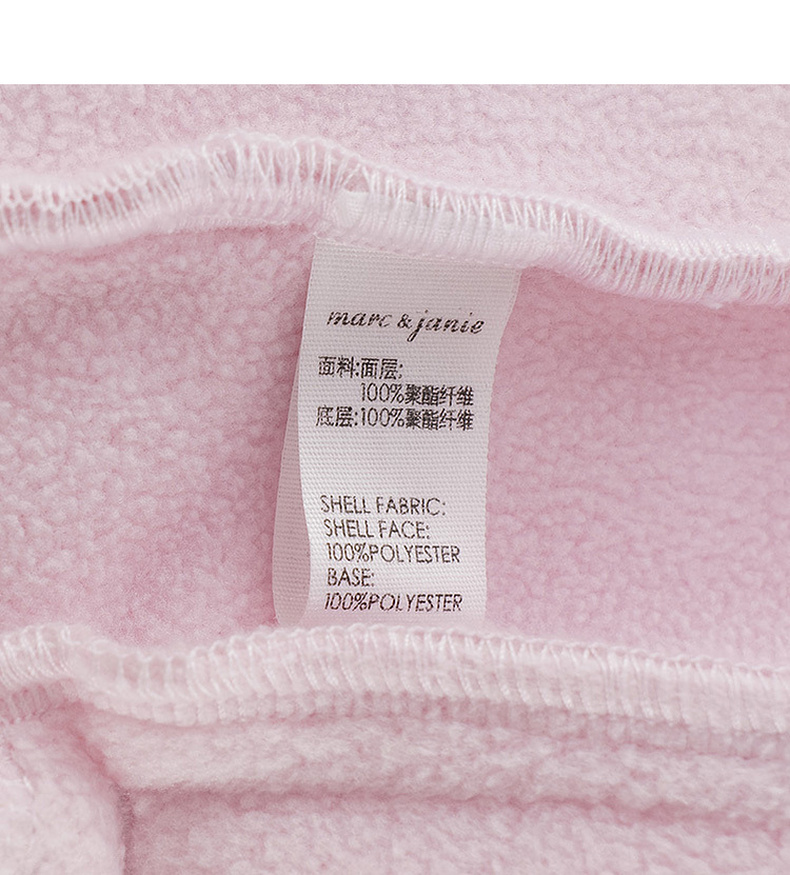 marc & janie
面料:面层:
100%聚酯纤维
底层:100%聚酯纤维
SHELL FABRIC:
SHELL FACE:
100%POLYESTER
BASE:
100%POLYESTER